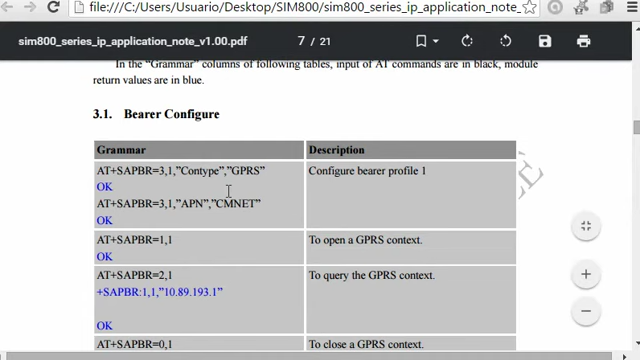 file:///C:/Users/Usuario/Desktop/SIM800/sim800_series_ip_application_note_
sim800_series_ip_application_note_v1.00.pdf
7 / 21
In the “Grammar” columns of following tables, input of AT commands are in black, module
return values are in blue.
3.1. Bearer Configure
Grammar
Description
AT+SAPBR=3,1,”Contype”,”GPRS”
Configure bearer profile 1
OK
AT+SAPBR=3,1,”APN”,”CMNET”
OK
AT+SAPBR=1,1
To open a GPRS context.
OK
AT+SAPBR=2,1
To query the GPRS context.
+SAPBR:1,1,”10.89.193.1”
OK
AT+SAPBR=0,1
To close a GPRS context.